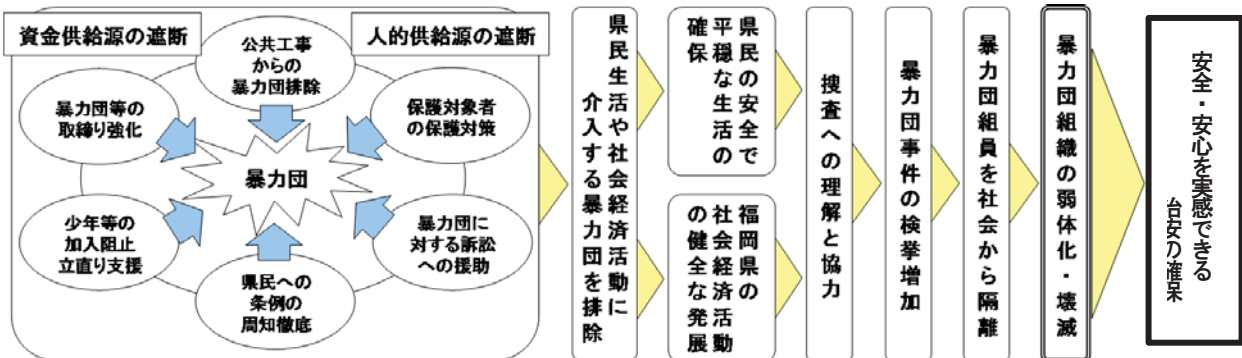 資金供給源の遮断
人的供給源の遮断
公共工事
からの
暴力団排除
暴力団等の
取締り強化
保護対象者
の保護対策
暴力団
少年等の
加入阻止
立直り支援
暴力団に
対する訴訟
への援助
県民への
条例の
周知徹底
県民生活や社会経済活動に
介入する暴力団を排除
県民の安全で
平穏な生活の
確保
福岡県の
社会経済活動
の健全な発展
捜査への理解と協力
暴力団事件の検挙増加
暴力団組員を社会から隔離
暴力団組織の弱体化・壊滅
安全・安心を実感できる
治安の確保